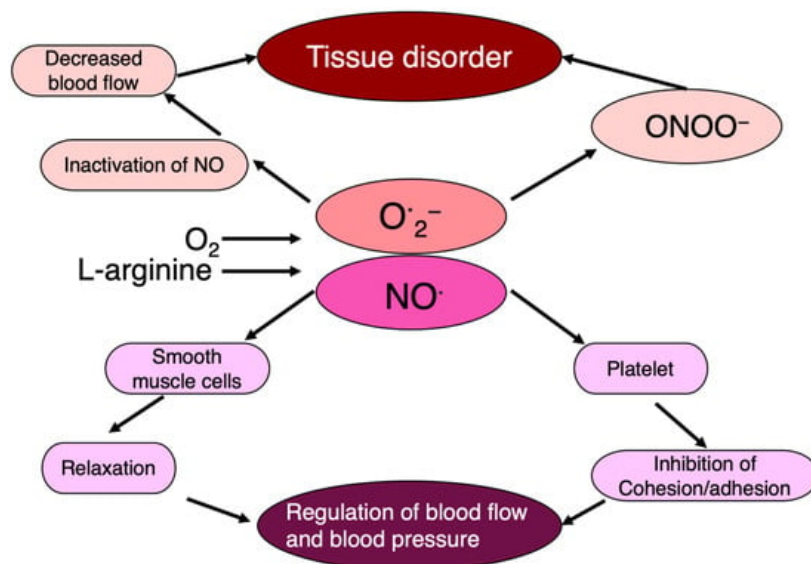 Tissue disorder
Decreased
blood flow
ONOO⁻
Inactivation of NO
O˙₂⁻
O₂
L-arginine
NO˙
Smooth
muscle cells
Platelet
Relaxation
Inhibition of
Cohesion/adhesion
Regulation of blood flow
and blood pressure